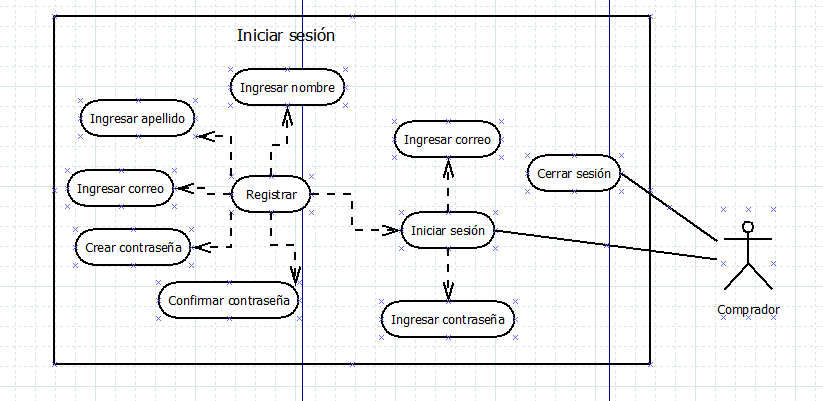 Iniciar sesión
Ingresar nombre
Ingresar apellido
Ingresar correo
Cerrar sesión
Ingresar correo
Registrar
Iniciar sesión
Crear contraseña
Confirmar contraseña
Comprador
Ingresar contraseña